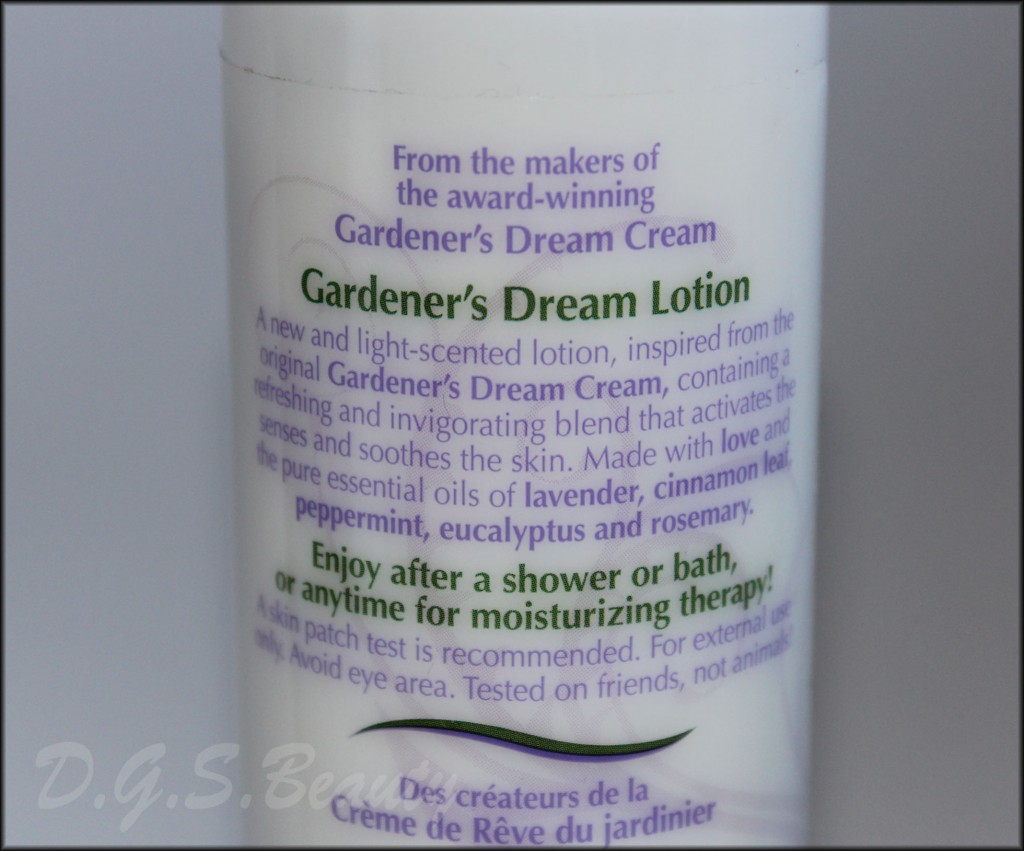 From the makers of
the award-winning
Gardener's Dream Cream
Gardener's Dream Lotion
A new and light-scented lotion, inspired from the
original Gardener's Dream Cream, containing a
refreshing and invigorating blend that activates the
senses and soothes the skin. Made with love and
the pure essential oils of lavender, cinnamon leaf,
peppermint, eucalyptus and rosemary.
Enjoy after a shower or bath,
or anytime for moisturizing therapy!
A skin patch test is recommended. For external use
only. Avoid eye area. Tested on friends, not animals!
Des créateurs de la
Crème de Rêve du jardinier
D.G.S.Beauty